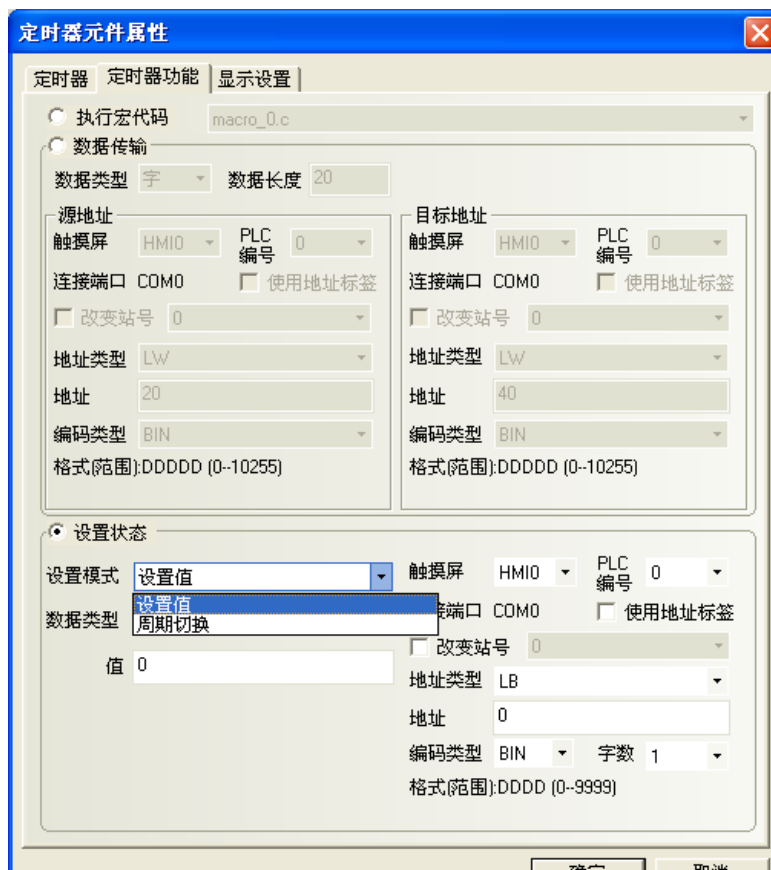 定时器元件属性
定时器 定时器功能 显示设置
执行宏代码 macro_0.c
数据传输
数据类型 字 数据长度 20
源地址
触摸屏 HMI0 PLC编号 0
连接端口 COM0 使用地址标签
改变站号 0
地址类型 LW
地址 20
编码类型 BIN
格式(范围):DDDDD (0--10255)
目标地址
触摸屏 HMI0 PLC编号 0
连接端口 COM0 使用地址标签
改变站号 0
地址类型 LW
地址 40
编码类型 BIN
格式(范围):DDDDD (0--10255)
设置状态
设置模式 设置值
设置值
周期切换
数据类型
值 0
触摸屏 HMI0 PLC编号 0
端口 COM0 使用地址标签
改变站号 0
地址类型 LB
地址 0
编码类型 BIN 字数 1
格式(范围):DDDD (0--9999)